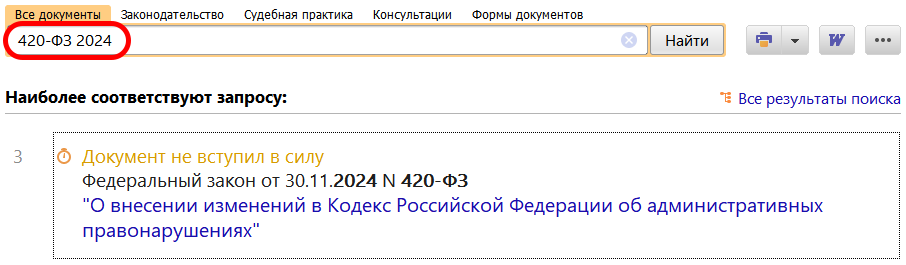 Все документы Законодательство Судебная практика Консультации Формы документов
420-ФЗ 2024 Найти W
Наиболее соответствуют запросу: Все результаты поиска
3 Документ не вступил в силу
Федеральный закон от 30.11.2024 N 420-ФЗ
"О внесении изменений в Кодекс Российской Федерации об административных
правонарушениях"